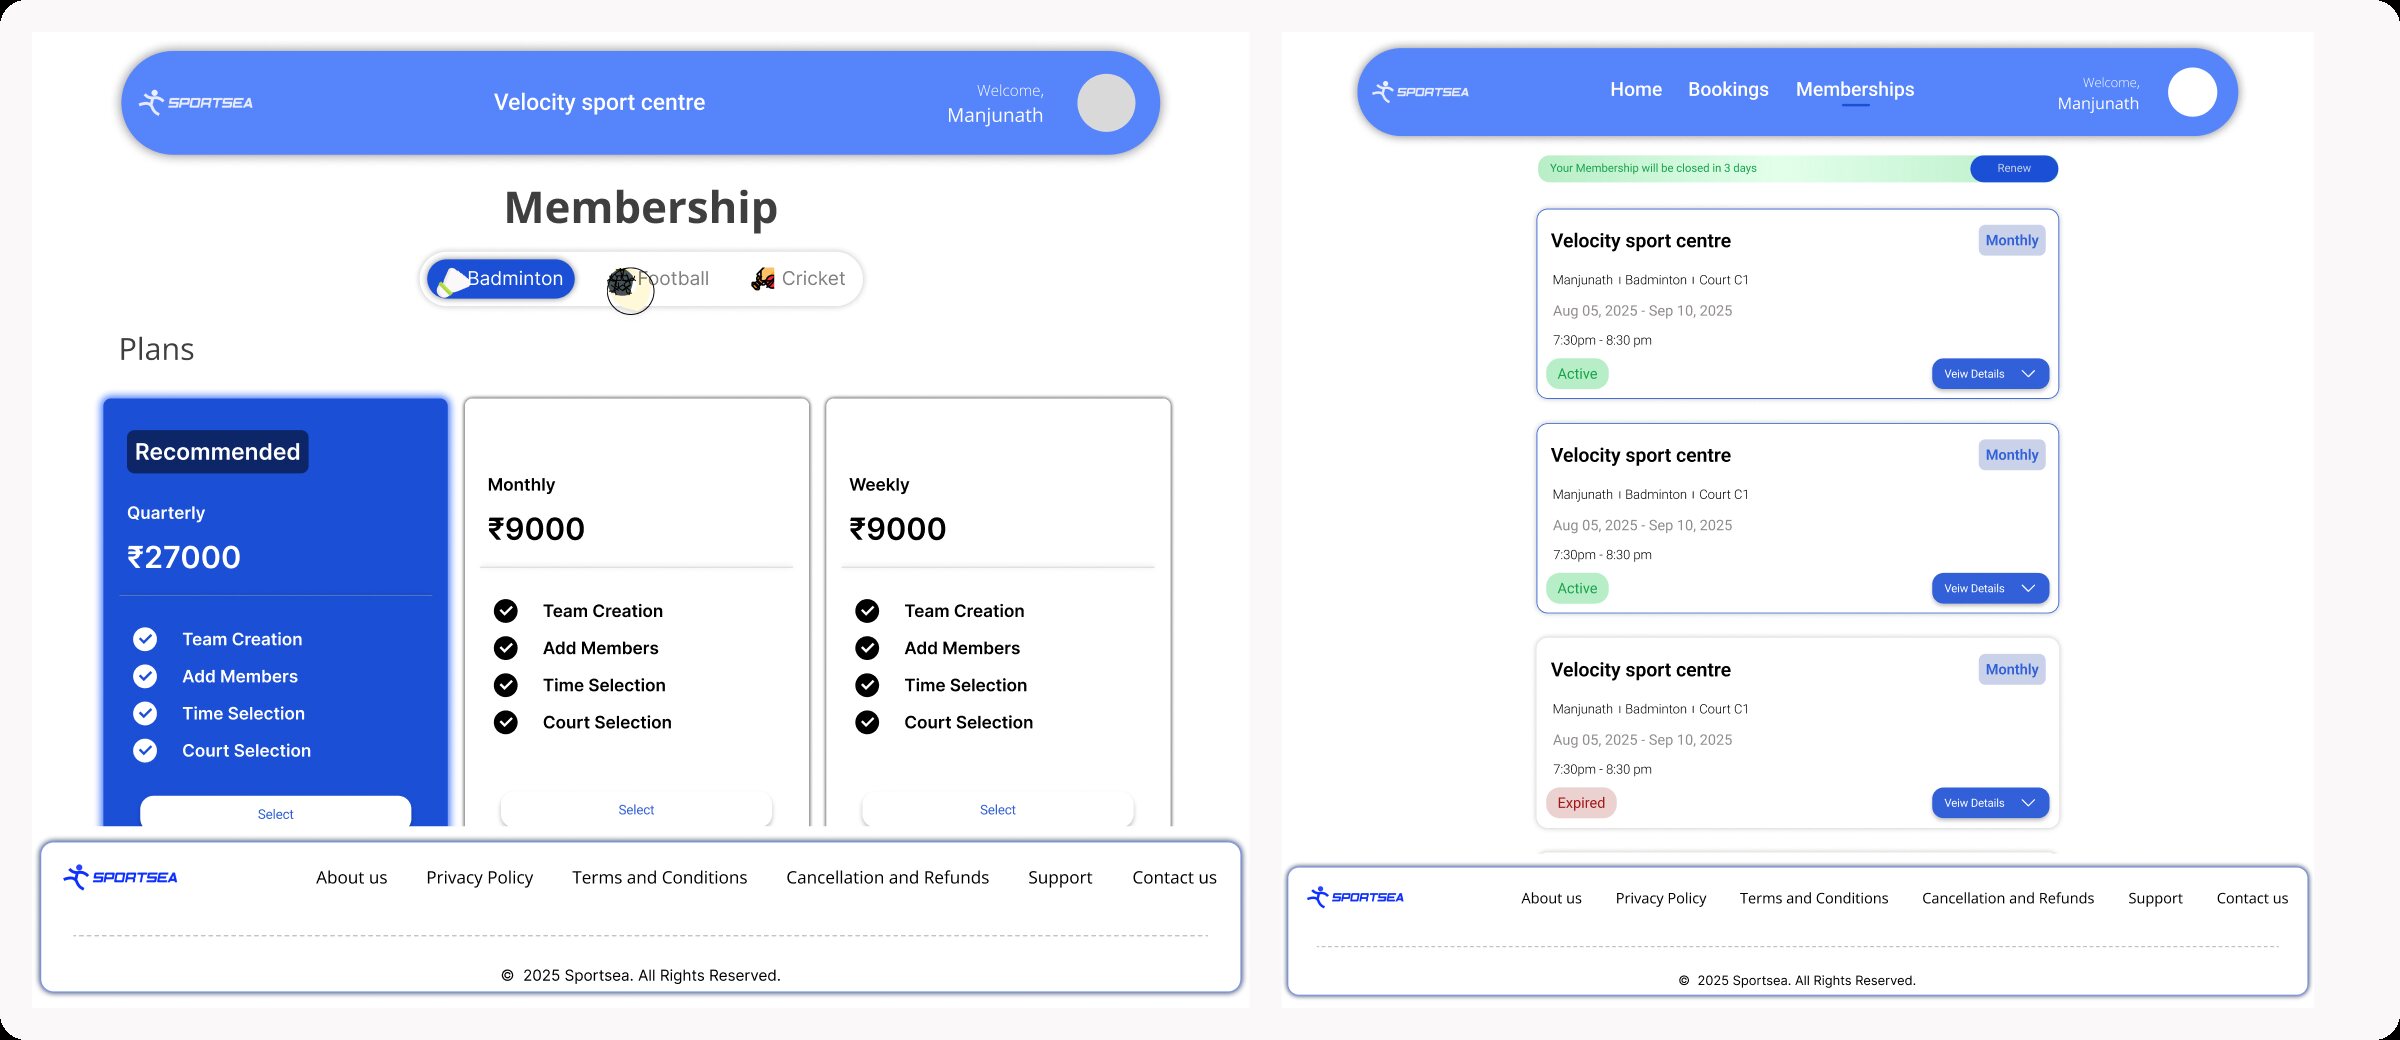 SPORTSEA
Velocity sport centre
Welcome,
Manjunath
Membership
Badminton Football Cricket
Plans
Recommended
Quarterly
₹27000
Team Creation
Add Members
Time Selection
Court Selection
Select
Monthly
₹9000
Team Creation
Add Members
Time Selection
Court Selection
Select
Weekly
₹9000
Team Creation
Add Members
Time Selection
Court Selection
Select
SPORTSEA
About us Privacy Policy Terms and Conditions Cancellation and Refunds Support Contact us
© 2025 Sportsea. All Rights Reserved.
SPORTSEA
Home Bookings Memberships
Welcome,
Manjunath
Your Membership will be closed in 3 days Renew
Velocity sport centre Monthly
Manjunath | Badminton | Court C1
Aug 05, 2025 - Sep 10, 2025
7:30pm - 8:30 pm
Active Veiw Details
Velocity sport centre Monthly
Manjunath | Badminton | Court C1
Aug 05, 2025 - Sep 10, 2025
7:30pm - 8:30 pm
Active Veiw Details
Velocity sport centre Monthly
Manjunath | Badminton | Court C1
Aug 05, 2025 - Sep 10, 2025
7:30pm - 8:30 pm
Expired Veiw Details
SPORTSEA
About us Privacy Policy Terms and Conditions Cancellation and Refunds Support Contact us
© 2025 Sportsea. All Rights Reserved.